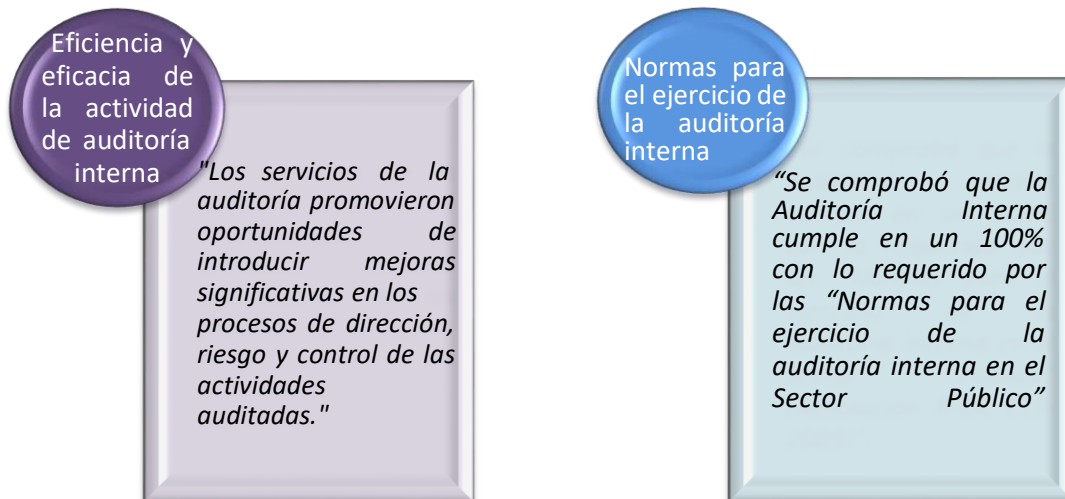 Eficiencia y
eficacia de
la actividad
de auditoría
interna
"Los servicios de la
auditoría promovieron
oportunidades de
introducir mejoras
significativas en los
procesos de dirección,
riesgo y control de las
actividades
auditadas."
Normas para
el ejercicio de
la auditoría
interna
“Se comprobó que la
Auditoría Interna
cumple en un 100%
con lo requerido por
las “Normas para el
ejercicio de la
auditoría interna en el
Sector Público”